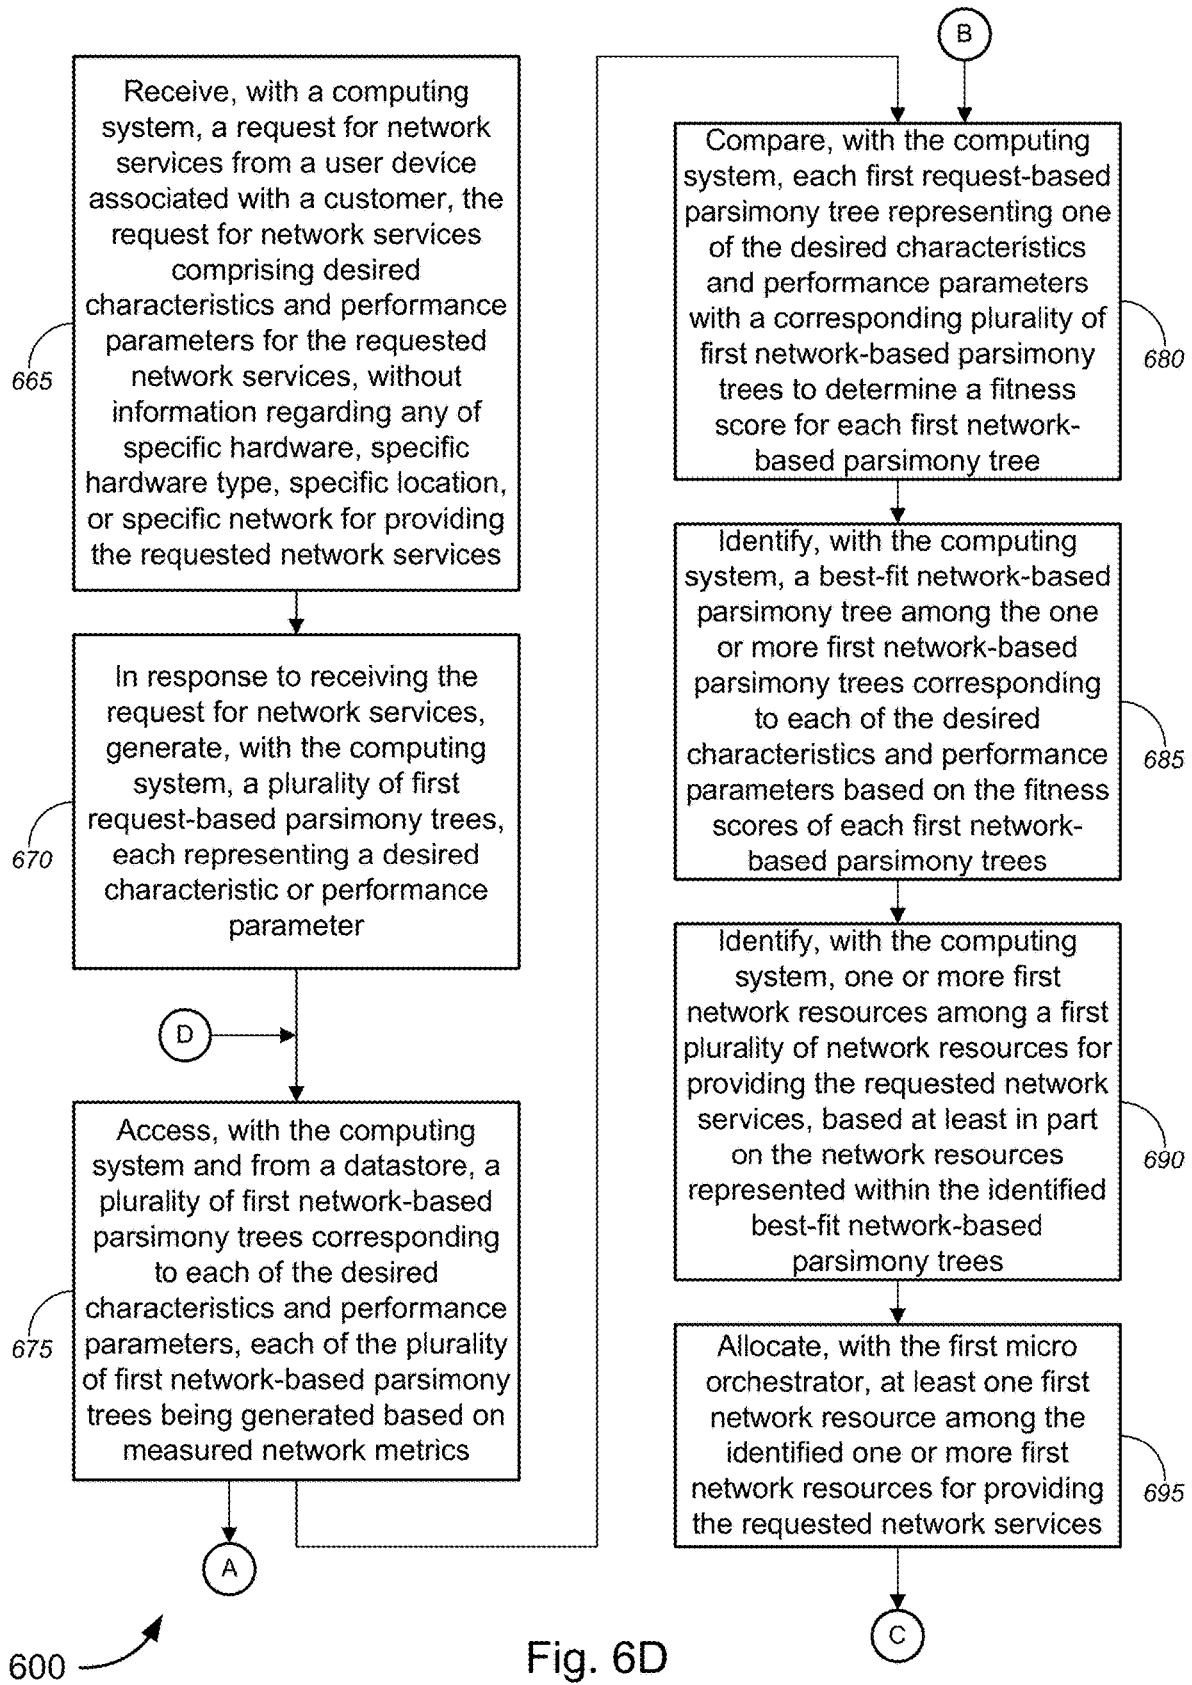 Receive, with a computing
system, a request for network
services from a user device
associated with a customer, the
request for network services
comprising desired
characteristics and performance
parameters for the requested
network services, without
information regarding any of
specific hardware, specific
hardware type, specific location,
or specific network for providing
the requested network services
665
In response to receiving the
request for network services,
generate, with the computing
system, a plurality of first
request-based parsimony trees,
each representing a desired
characteristic or performance
parameter
670
D
Access, with the computing
system and from a datastore, a
plurality of first network-based
parsimony trees corresponding
to each of the desired
characteristics and performance
parameters, each of the plurality
of first network-based parsimony
trees being generated based on
measured network metrics
675
A
B
Compare, with the computing
system, each first request-based
parsimony tree representing one
of the desired characteristics
and performance parameters
with a corresponding plurality of
first network-based parsimony
trees to determine a fitness
score for each first network-
based parsimony tree
680
Identify, with the computing
system, a best-fit network-based
parsimony tree among the one
or more first network-based
parsimony trees corresponding
to each of the desired
characteristics and performance
parameters based on the fitness
scores of each first network-
based parsimony trees
685
Identify, with the computing
system, one or more first
network resources among a first
plurality of network resources for
providing the requested network
services, based at least in part
on the network resources
represented within the identified
best-fit network-based
parsimony trees
690
Allocate, with the first micro
orchestrator, at least one first
network resource among the
identified one or more first
network resources for providing
the requested network services
695
C
600
Fig. 6D